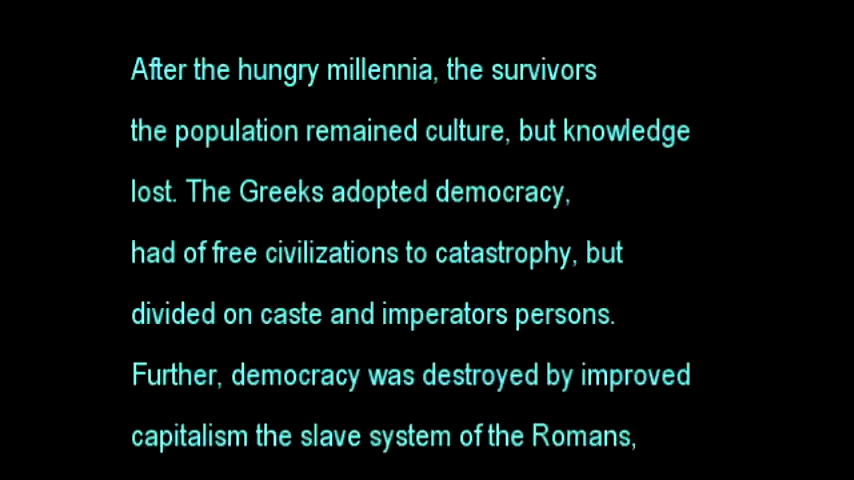 After the hungry millennia, the survivors
the population remained culture, but knowledge
lost. The Greeks adopted democracy,
had of free civilizations to catastrophy, but
divided on caste and imperators persons.
Further, democracy was destroyed by improved
capitalism the slave system of the Romans,